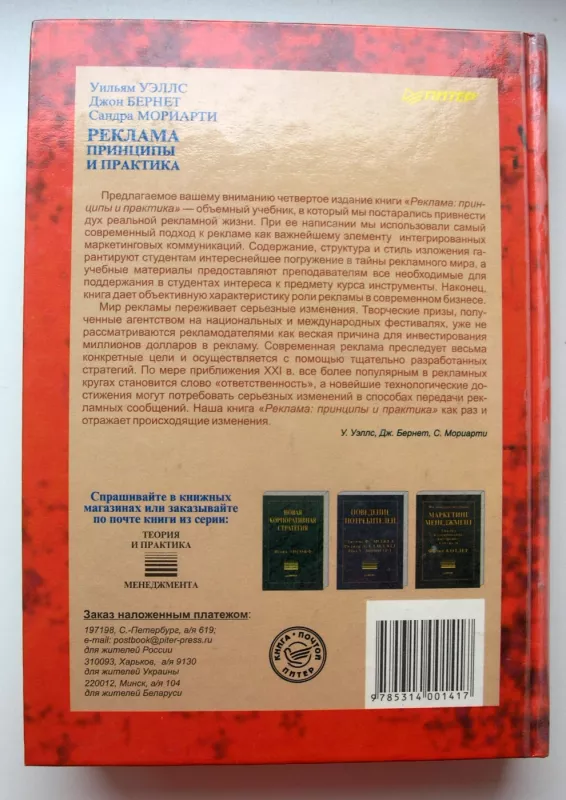 Уильям УЭЛЛС
Джон БЕРНЕТ
Сандра МОРИАРТИ
РЕКЛАМА
ПРИНЦИПЫ
И ПРАКТИКА
ПИТЕР
Предлагаемое вашему вниманию четвертое издание книги «Реклама: прин-
ципы и практика» — объемный учебник, в который мы постарались привнести
дух реальной рекламной жизни. При ее написании мы использовали самый
современный подход к рекламе как важнейшему элементу интегрированных
маркетинговых коммуникаций. Содержание, структура и стиль изложения га-
рантируют студентам интереснейшее погружение в тайны рекламного мира, а
учебные материалы предоставляют преподавателям все необходимые для
поддержания в студентах интереса к предмету курса инструменты. Наконец,
книга дает объективную характеристику роли рекламы в современном бизнесе.
Мир рекламы переживает серьезные изменения. Творческие призы, полу-
ченные агентством на национальных и международных фестивалях, уже не
рассматриваются рекламодателями как веская причина для инвестирования
миллионов долларов в рекламу. Современная реклама преследует весьма
конкретные цели и осуществляется с помощью тщательно разработанных
стратегий. По мере приближения XXI в. все более популярным в рекламных
кругах становится слово «ответственность», а новейшие технологические до-
стижения могут потребовать серьезных изменений в способах передачи рек-
ламных сообщений. Наша книга «Реклама: принципы и практика» как раз и
отражает происходящие изменения.
У. Уэллс, Дж. Бернет, С. Мориарти
Спрашивайте в книжных
магазинах или заказывайте
по почте книги из серии:
ТЕОРИЯ
И ПРАКТИКА
МЕНЕДЖМЕНТА
НОВАЯ
КОРПОРАТИВНАЯ
СТРАТЕГИЯ
ПОВЕДЕНИЕ
ПОТРЕБИТЕЛЕЙ
МАРКЕТИНГ
МЕНЕДЖМЕНТ
Заказ наложенным платежом:
197198, С.-Петербург, а/я 619;
e-mail: postbook@piter-press.ru
для жителей России
310093, Харьков, а/я 9130
для жителей Украины
220012, Минск, а/я 104
для жителей Беларуси
КНИГА · ПОЧТОЙ
ПИТЕР
9785314001417